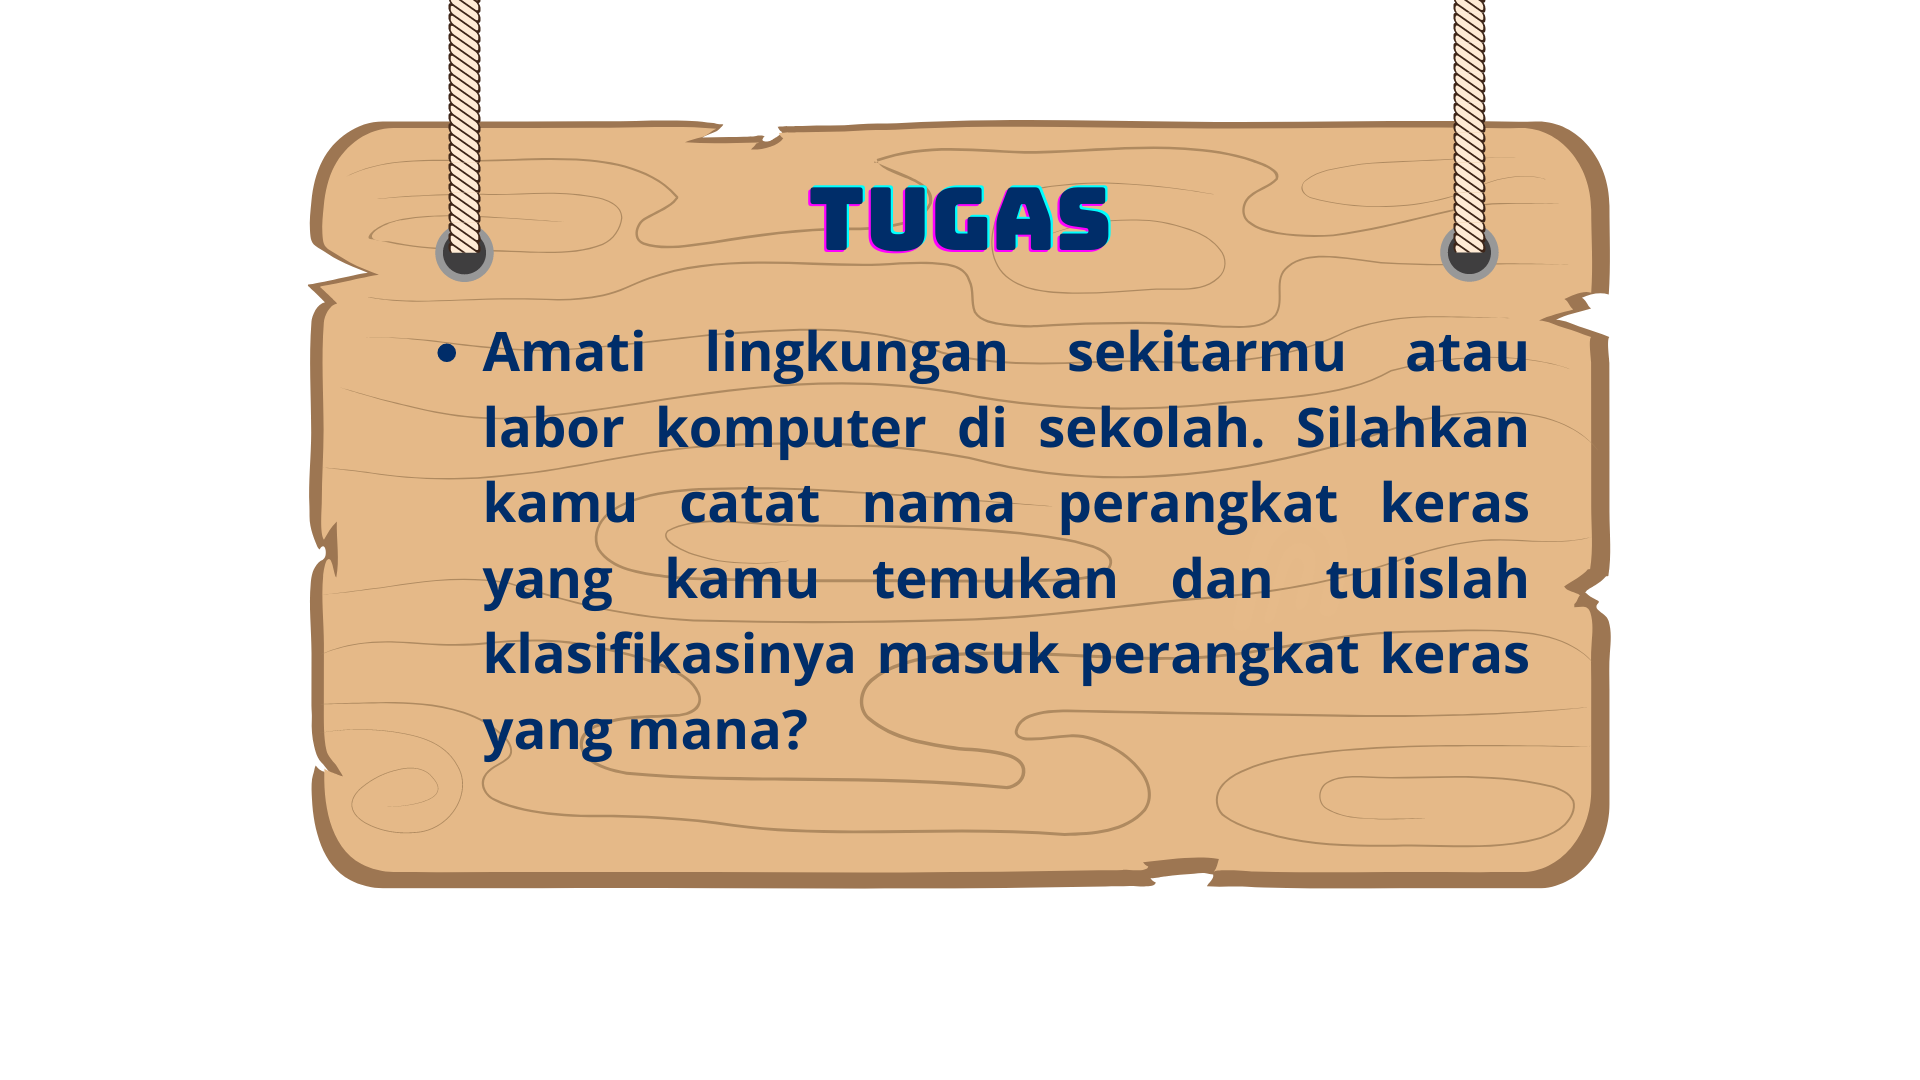 TUGAS
• Amati lingkungan sekitarmu atau
labor komputer di sekolah. Silahkan
kamu catat nama perangkat keras
yang kamu temukan dan tulislah
klasifikasinya masuk perangkat keras
yang mana?